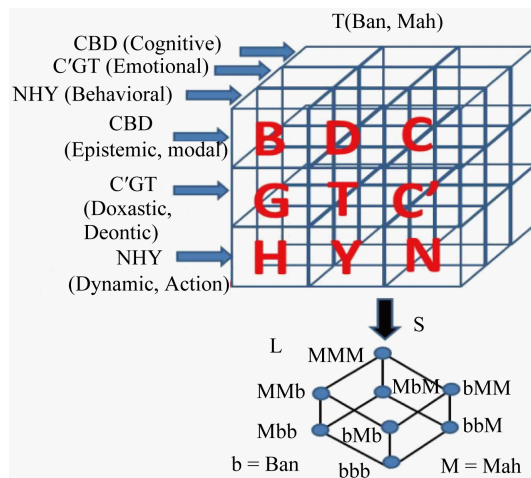 T(Ban, Mah)
CBD (Cognitive)
C'GT (Emotional)
NHY (Behavioral)
CBD
(Epistemic, modal)
C'GT
(Doxastic,
Deontic)
NHY
(Dynamic, Action)
B D C
G T C'
H Y N
S
L
MMM
MMb MbM bMM
Mbb bMb bbM
b = Ban bbb M = Mah